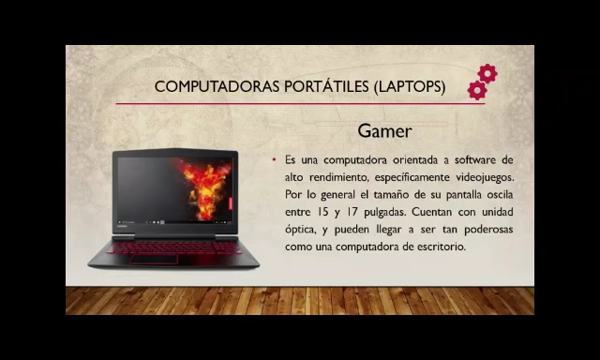 COMPUTADORAS PORTÁTILES (LAPTOPS)
Gamer
• Es una computadora orientada a software de
alto rendimiento, específicamente videojuegos.
Por lo general el tamaño de su pantalla oscila
entre 15 y 17 pulgadas. Cuentan con unidad
óptica, y pueden llegar a ser tan poderosas
como una computadora de escritorio.